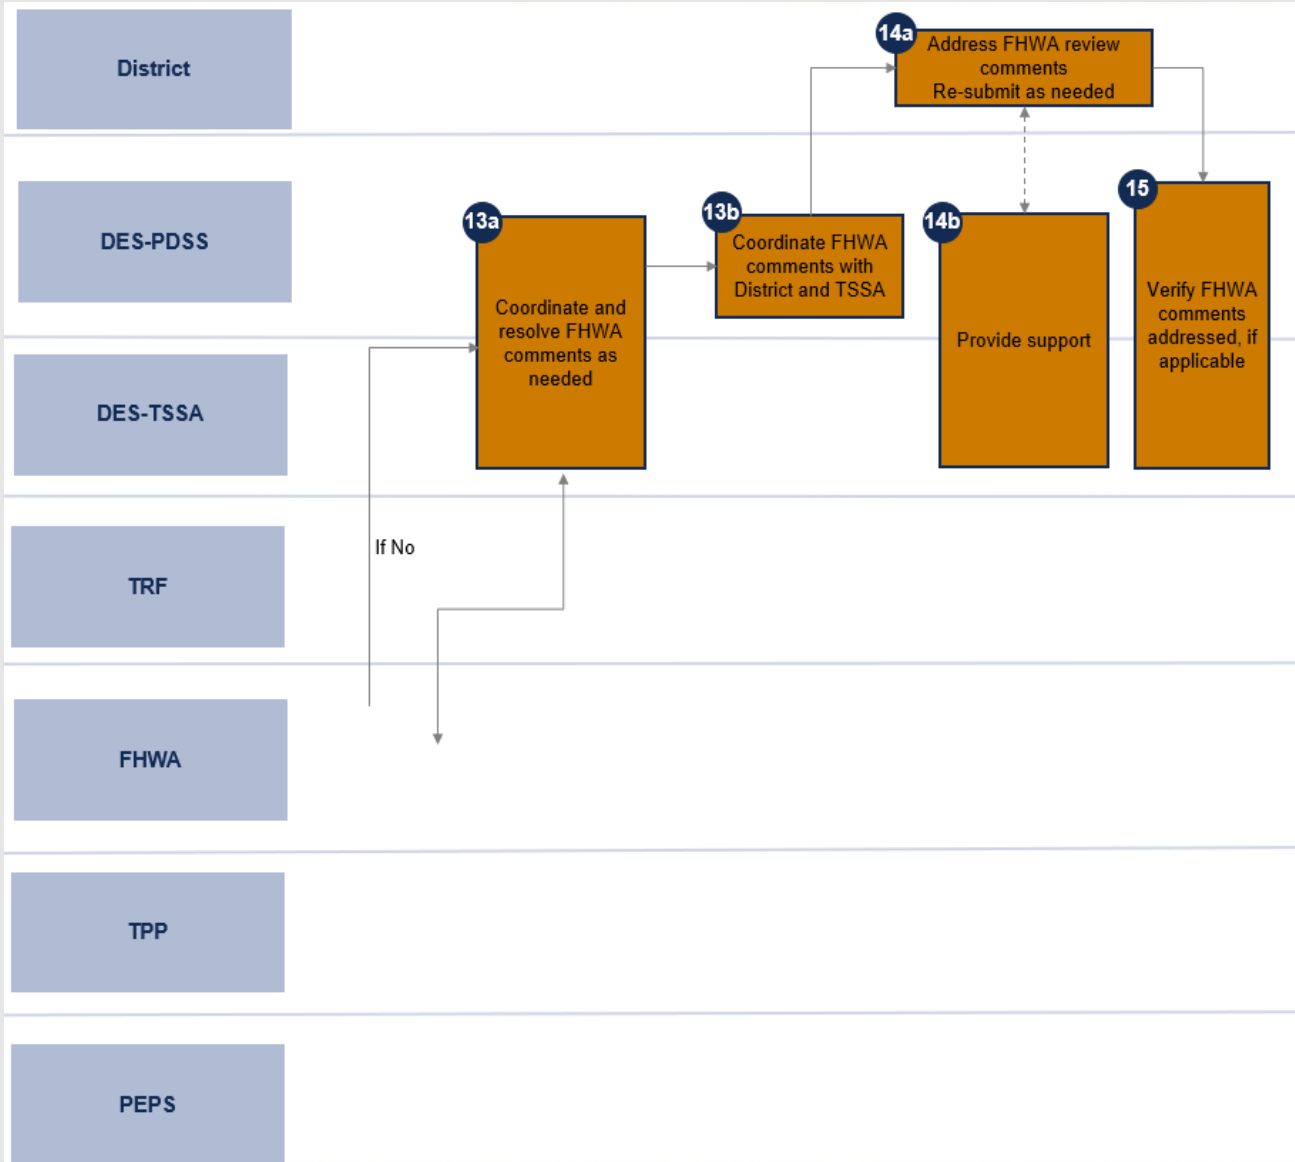 District
14a
Address FHWA review
comments
Re-submit as needed
DES-PDSS
13a
Coordinate and
resolve FHWA
comments as
needed
13b
Coordinate FHWA
comments with
District and TSSA
14b
Provide support
15
Verify FHWA
comments
addressed, if
applicable
DES-TSSA
If No
TRF
FHWA
TPP
PEPS